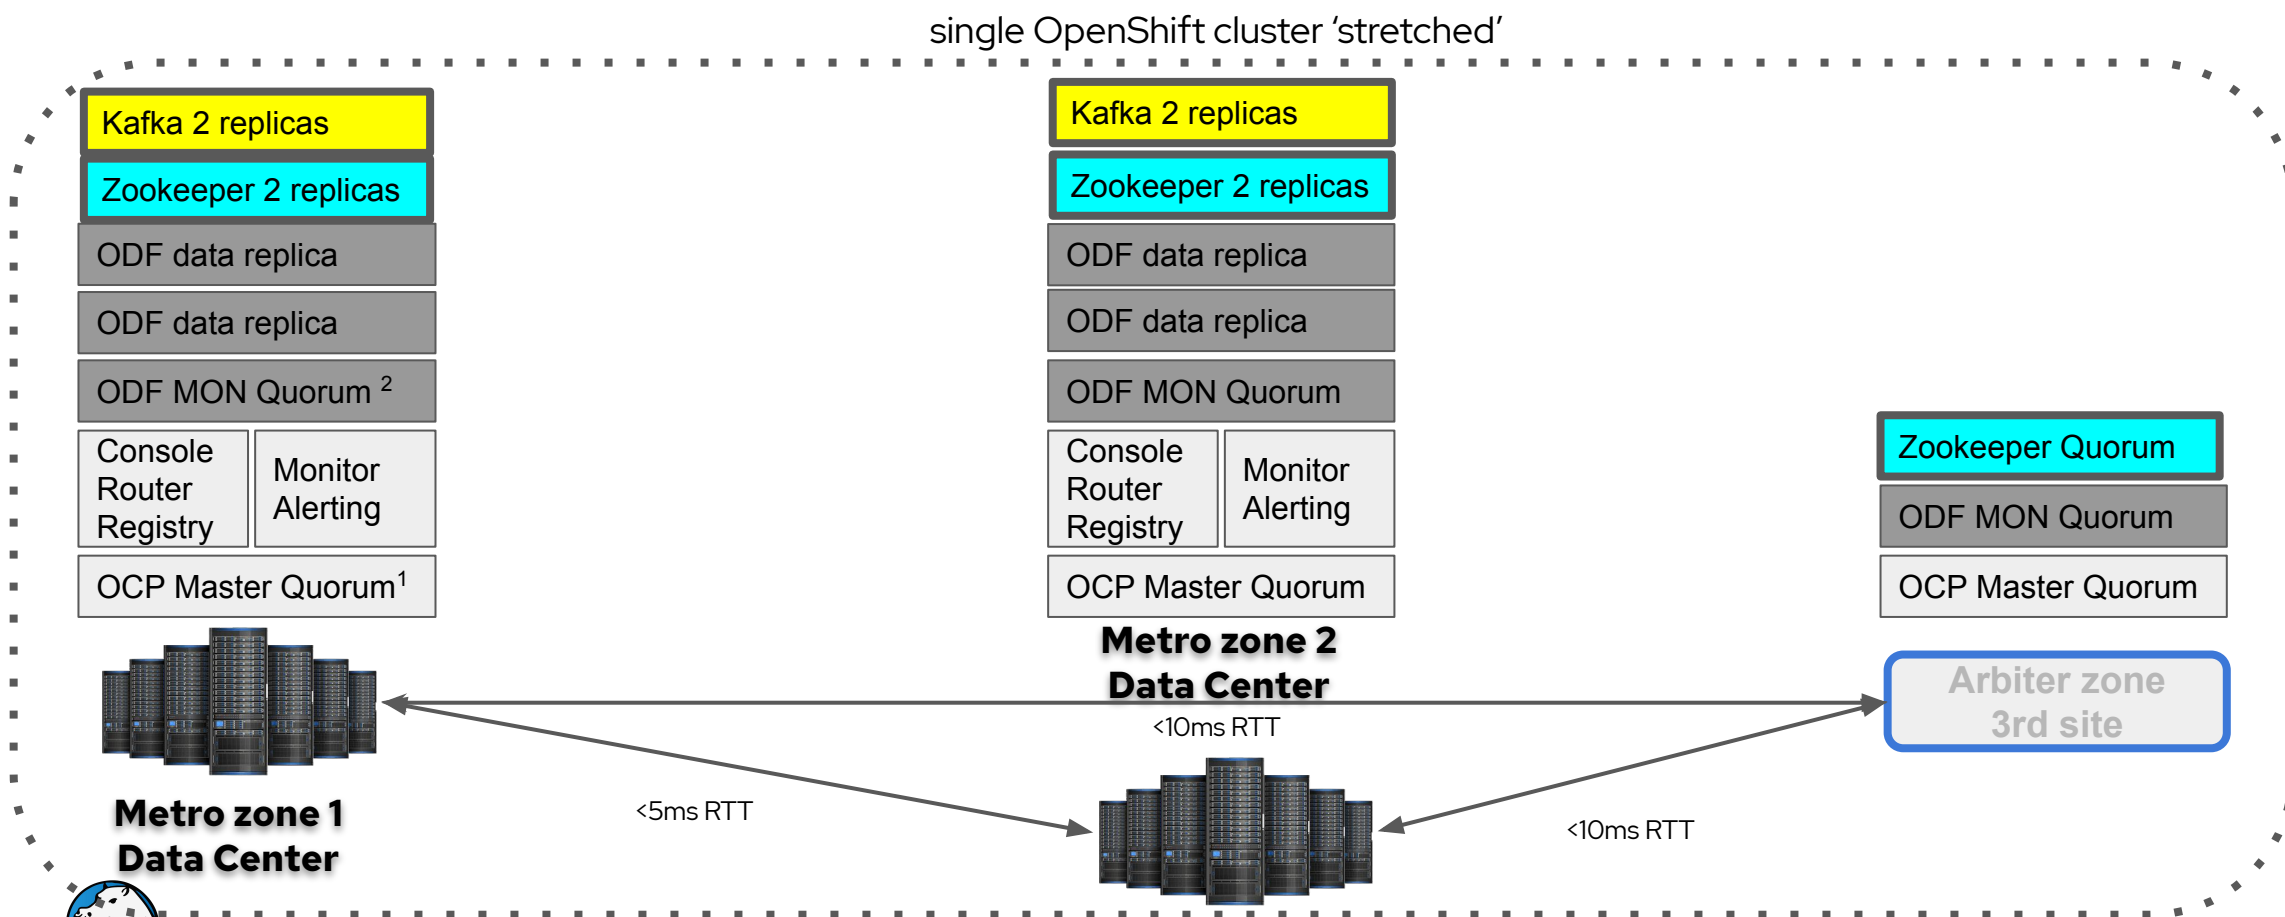 single OpenShift cluster ‘stretched’
Kafka 2 replicas
Zookeeper 2 replicas
ODF data replica
ODF data replica
ODF MON Quorum 2
Console
Router
Registry
Monitor
Alerting
OCP Master Quorum1
Metro zone 1
Data Center
Kafka 2 replicas
Zookeeper 2 replicas
ODF data replica
ODF data replica
ODF MON Quorum
Console
Router
Registry
Monitor
Alerting
OCP Master Quorum
Metro zone 2
Data Center
Zookeeper Quorum
ODF MON Quorum
OCP Master Quorum
Arbiter zone
3rd site
<10ms RTT
<5ms RTT
<10ms RTT